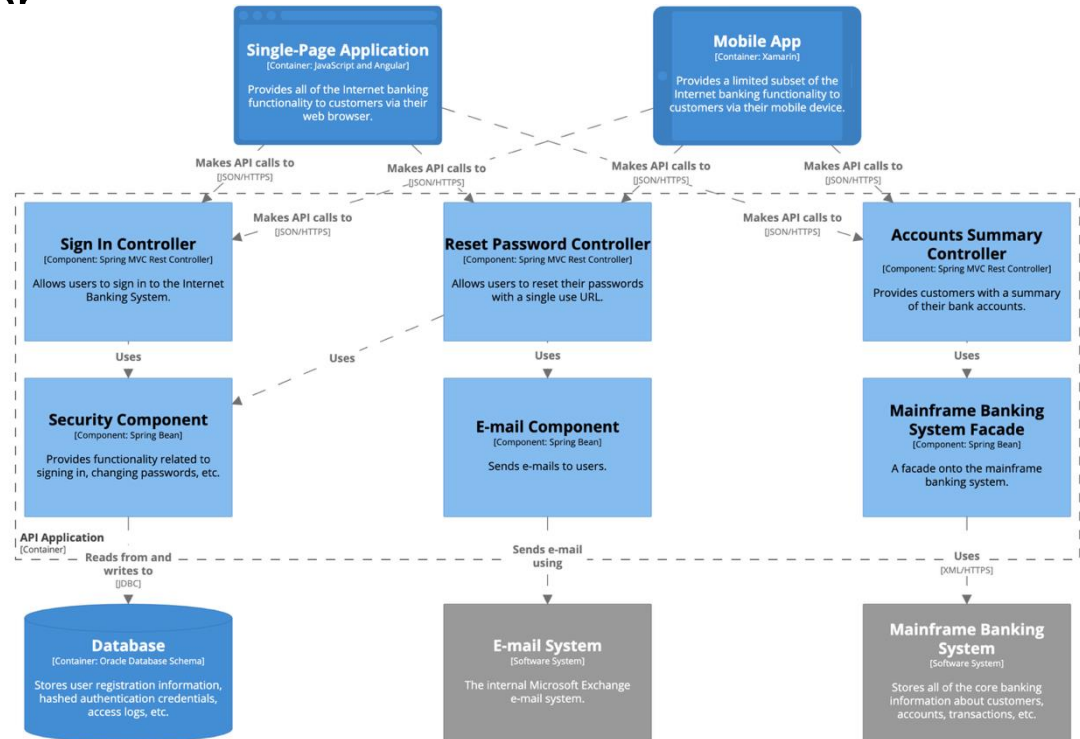 Single-Page Application
[Container: JavaScript and Angular]
Provides all of the Internet banking
functionality to customers via their
web browser.
Mobile App
[Container: Xamarin]
Provides a limited subset of the
Internet banking functionality to
customers via their mobile device.
Makes API calls to
[JSON/HTTPS]
Makes API calls to
[JSON/HTTPS]
Makes API calls to
[JSON/HTTPS]
Makes API calls to
[JSON/HTTPS]
Makes API calls to
[JSON/HTTPS]
Makes API calls to
[JSON/HTTPS]
Sign In Controller
[Component: Spring MVC Rest Controller]
Allows users to sign in to the Internet
Banking System.
Reset Password Controller
[Component: Spring MVC Rest Controller]
Allows users to reset their passwords
with a single use URL.
Accounts Summary
Controller
[Component: Spring MVC Rest Controller]
Provides customers with a summary
of their bank accounts.
Uses
Uses
Uses
Uses
Security Component
[Component: Spring Bean]
Provides functionality related to
signing in, changing passwords, etc.
E-mail Component
[Component: Spring Bean]
Sends e-mails to users.
Mainframe Banking
System Facade
[Component: Spring Bean]
A facade onto the mainframe
banking system.
API Application
[Container]
Reads from and
writes to
[JDBC]
Sends e-mail
using
Uses
[XML/HTTPS]
Database
[Container: Oracle Database Schema]
Stores user registration information,
hashed authentication credentials,
access logs, etc.
E-mail System
[Software System]
The internal Microsoft Exchange
e-mail system.
Mainframe Banking
System
[Software System]
Stores all of the core banking
information about customers,
accounts, transactions, etc.